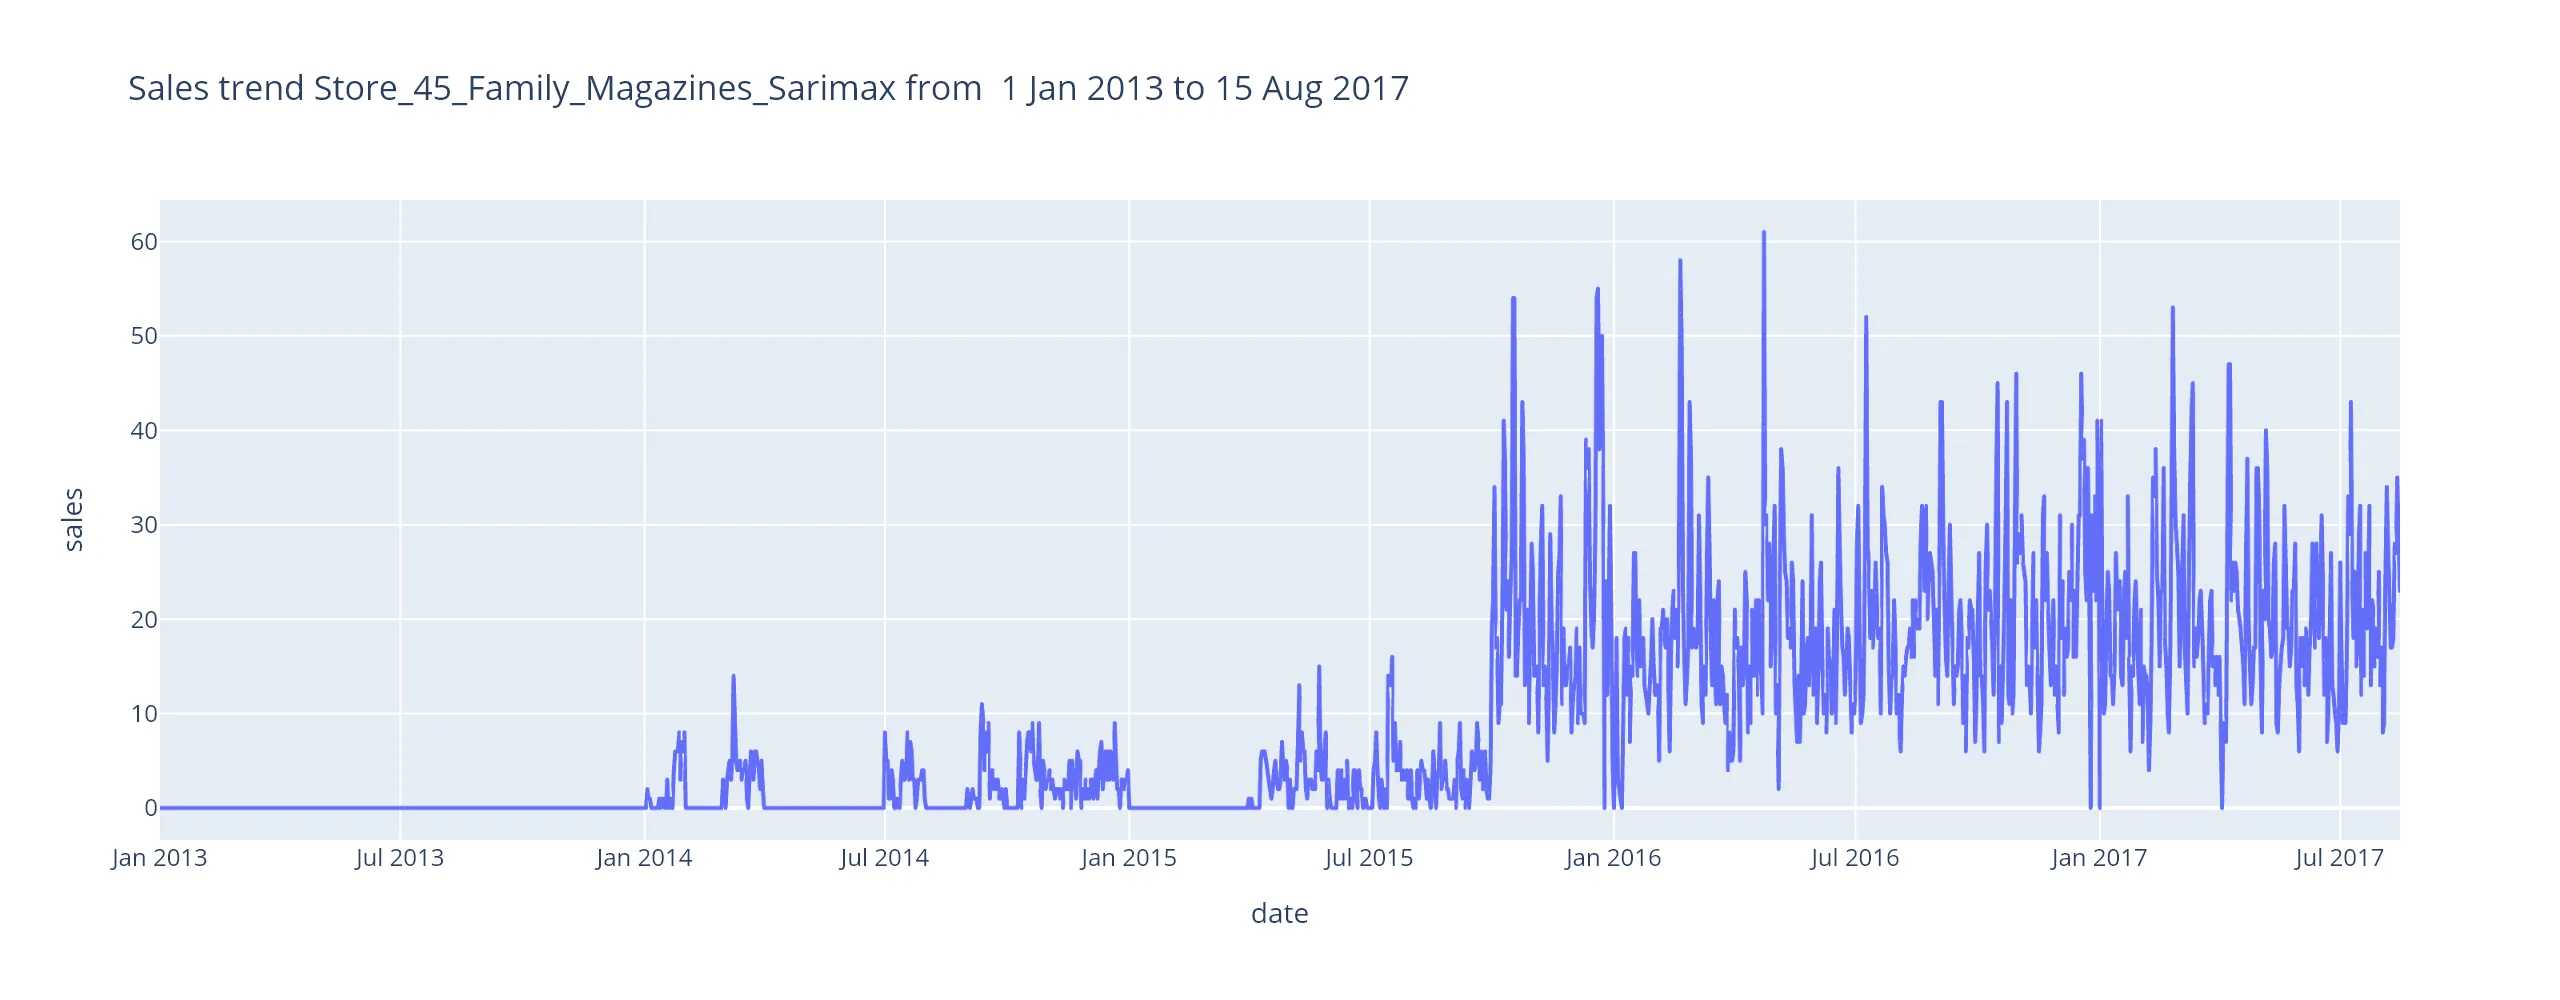 Sales trend Store_45_Family_Magazines_Sarimax from  1 Jan 2013 to 15 Aug 2017
60
50
40
30
20
10
0
sales
Jan 2013 Jul 2013 Jan 2014 Jul 2014 Jan 2015 Jul 2015 Jan 2016 Jul 2016 Jan 2017 Jul 2017
date